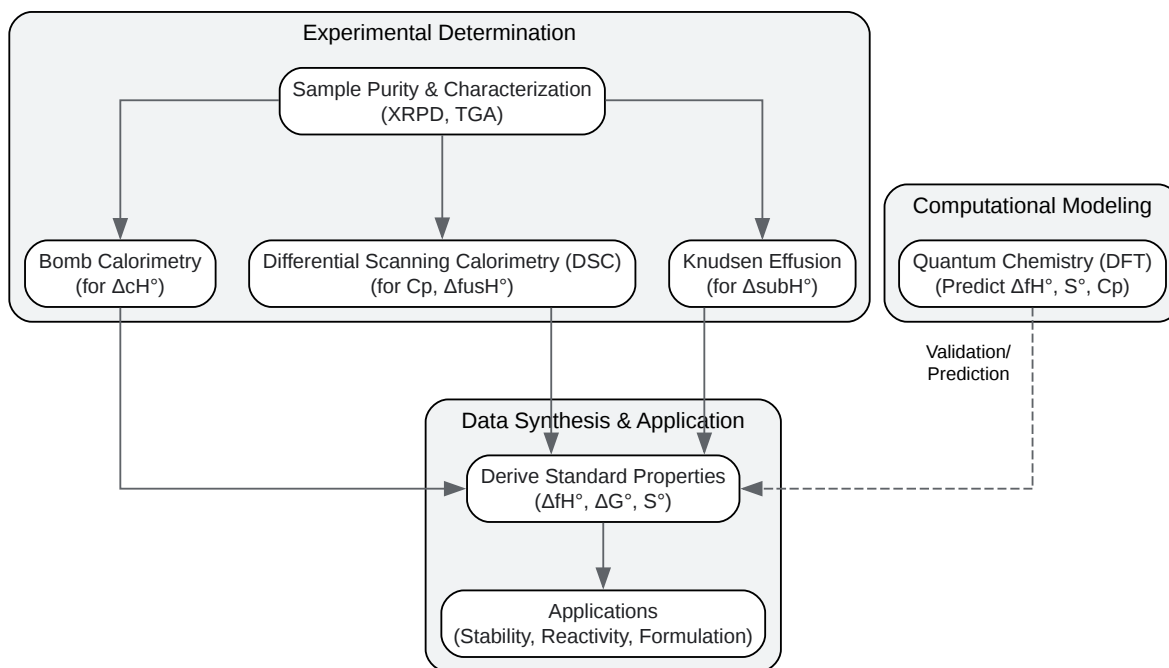 Experimental Determination
Sample Purity & Characterization
(XRPD, TGA)
Bomb Calorimetry
(for ΔcH°)
Differential Scanning Calorimetry (DSC)
(for Cp, ΔfusH°)
Knudsen Effusion
(for ΔsubH°)
Computational Modeling
Quantum Chemistry (DFT)
(Predict ΔfH°, S°, Cp)
Validation/
Prediction
Data Synthesis & Application
Derive Standard Properties
(ΔfH°, ΔG°, S°)
Applications
(Stability, Reactivity, Formulation)